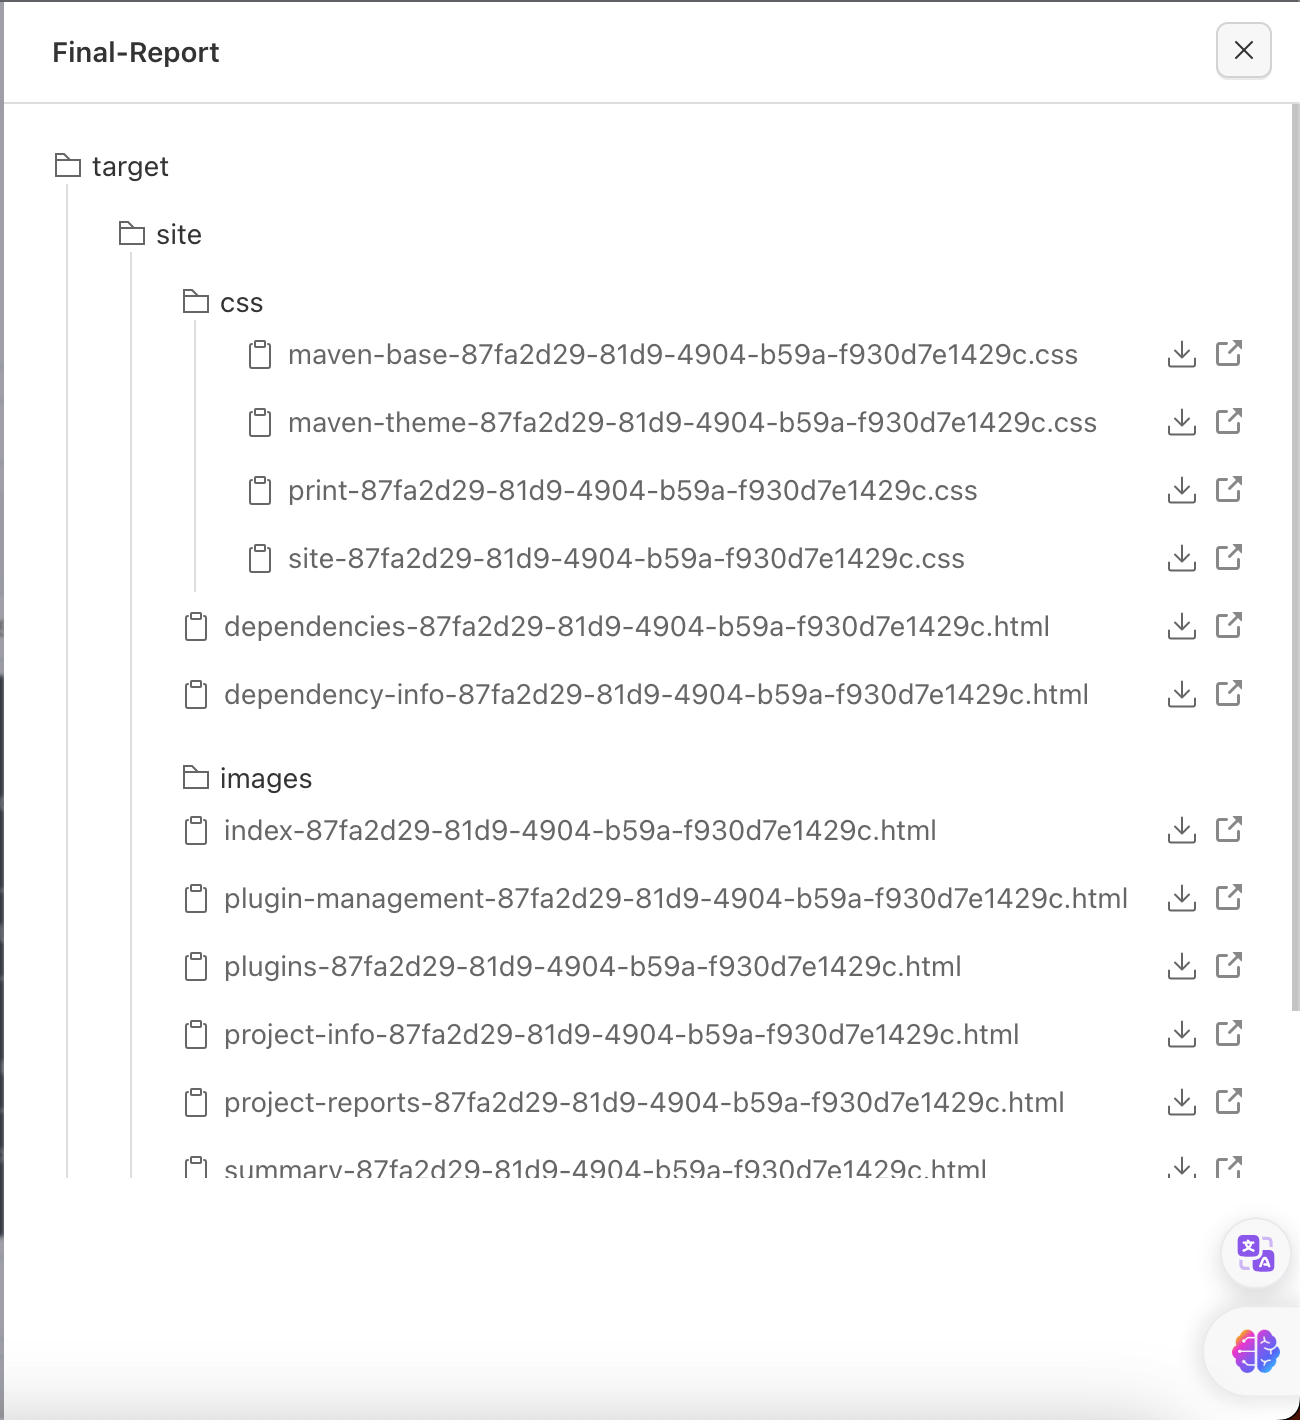 Final-Report
target
site
css
maven-base-87fa2d29-81d9-4904-b59a-f930d7e1429c.css
maven-theme-87fa2d29-81d9-4904-b59a-f930d7e1429c.css
print-87fa2d29-81d9-4904-b59a-f930d7e1429c.css
site-87fa2d29-81d9-4904-b59a-f930d7e1429c.css
dependencies-87fa2d29-81d9-4904-b59a-f930d7e1429c.html
dependency-info-87fa2d29-81d9-4904-b59a-f930d7e1429c.html
images
index-87fa2d29-81d9-4904-b59a-f930d7e1429c.html
plugin-management-87fa2d29-81d9-4904-b59a-f930d7e1429c.html
plugins-87fa2d29-81d9-4904-b59a-f930d7e1429c.html
project-info-87fa2d29-81d9-4904-b59a-f930d7e1429c.html
project-reports-87fa2d29-81d9-4904-b59a-f930d7e1429c.html
summary-87fa2d29-81d9-4904-b59a-f930d7e1429c.html
文
A